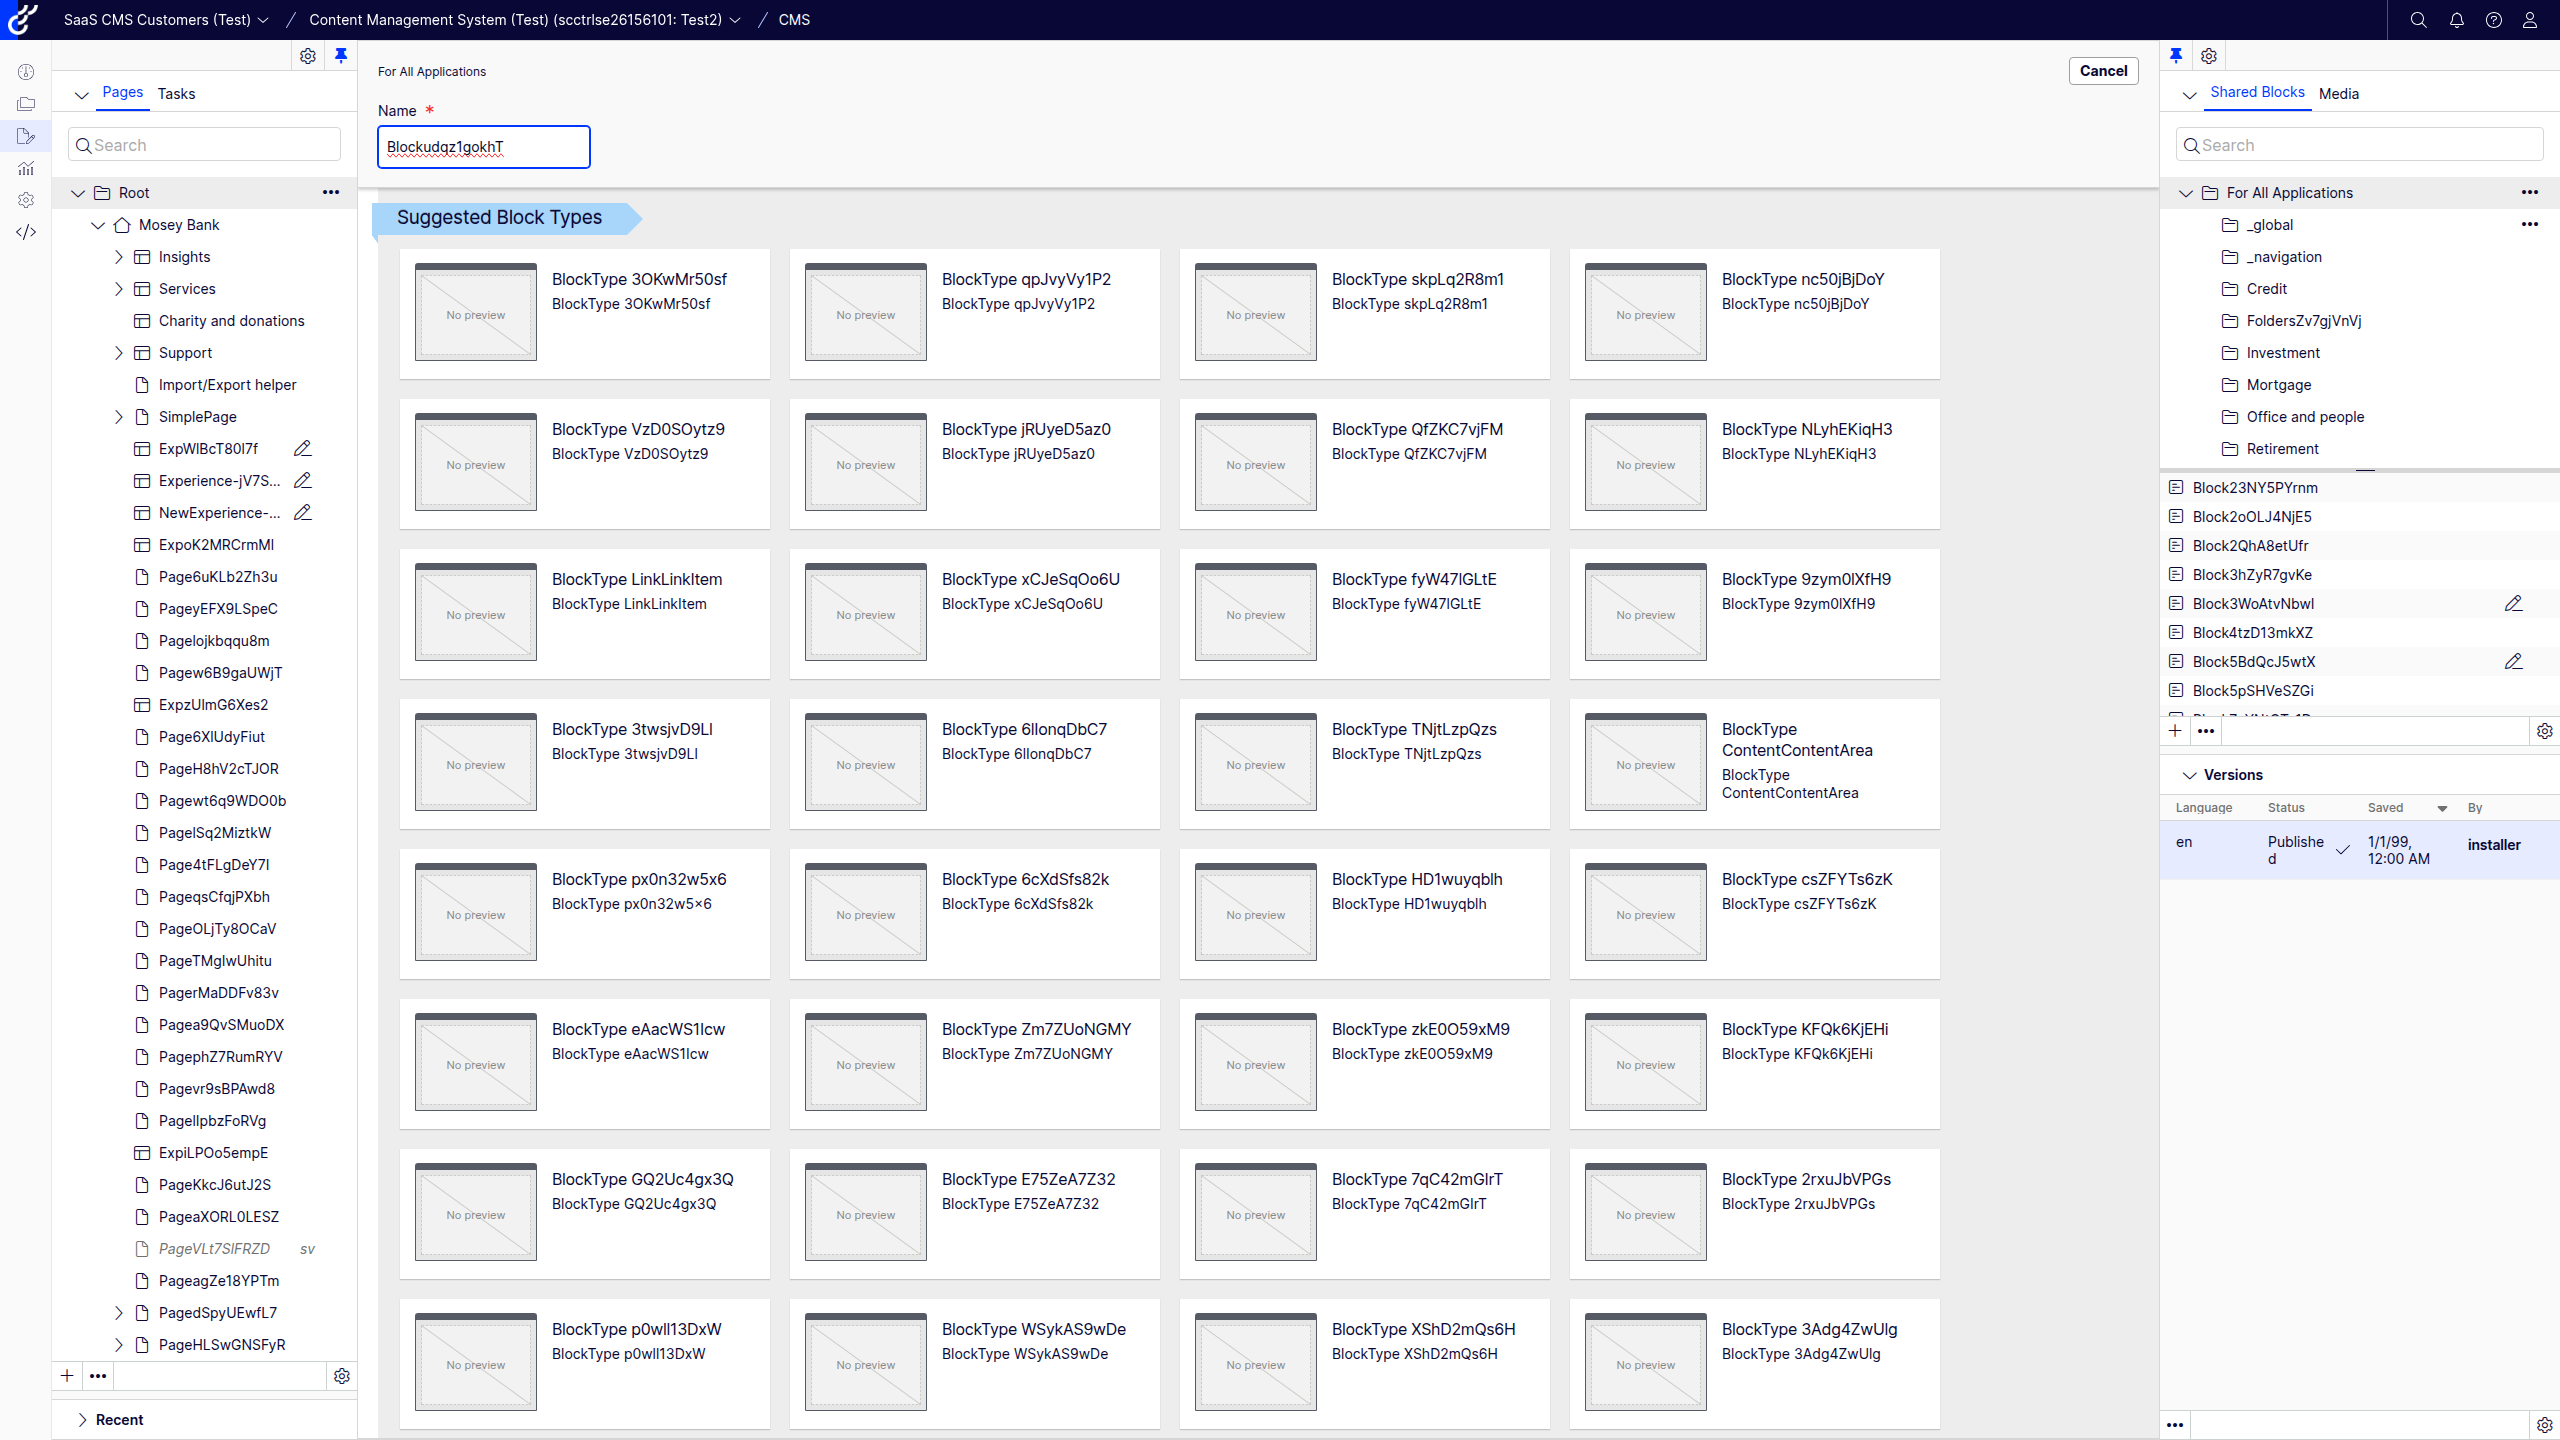 SaaS CMS Customers (Test)
Content Management System (Test) (scctrlse26156101: Test2)
CMS
Pages
Tasks
Search
Root
Mosey Bank
Insights
Services
Charity and donations
Support
Import/Export helper
SimplePage
ExpWIBcT80I7f
Experience-jV7S...
NewExperience-...
ExpoK2MRCrmMI
Page6uKLb2Zh3u
PageyEFX9LSpeC
Pagelojkbqqu8m
Pagew6B9gaUWjT
ExpzUlmG6Xes2
Page6XlUdyFiut
PageH8hV2cTJOR
Pagewt6q9WDO0b
PagelSq2MiztkW
Page4tFLgDeY7l
PageqsCfqjPXbh
PageOLjTy8OCaV
PageTMglwUhitu
PagerMaDDFv83v
Pagea9QvSMuoDX
PagephZ7RumRYV
Pagevr9sBPAwd8
PagelIpbzFoRVg
ExpiLPOo5empE
PageKkcJ6utJ2S
PageaXORL0LESZ
PageVLt7SlFRZD sv
PageagZe18YPTm
PagedSpyUEwfL7
PageHLSwGNSFyR
Recent
For All Applications
Cancel
Name *
Blockudqz1gokhT
Suggested Block Types
No preview
BlockType 3OKwMr50sf
BlockType 3OKwMr50sf
No preview
BlockType qpJvyVy1P2
BlockType qpJvyVy1P2
No preview
BlockType skpLq2R8m1
BlockType skpLq2R8m1
No preview
BlockType nc50jBjDoY
BlockType nc50jBjDoY
No preview
BlockType VzD0SOytz9
BlockType VzD0SOytz9
No preview
BlockType jRUyeD5az0
BlockType jRUyeD5az0
No preview
BlockType QfZKC7vjFM
BlockType QfZKC7vjFM
No preview
BlockType NLyhEKiqH3
BlockType NLyhEKiqH3
No preview
BlockType LinkLinkItem
BlockType LinkLinkItem
No preview
BlockType xCJeSqOo6U
BlockType xCJeSqOo6U
No preview
BlockType fyW47lGLtE
BlockType fyW47lGLtE
No preview
BlockType 9zym0lXfH9
BlockType 9zym0lXfH9
No preview
BlockType 3twsjvD9LI
BlockType 3twsjvD9LI
No preview
BlockType 6IlonqDbC7
BlockType 6IlonqDbC7
No preview
BlockType TNjtLzpQzs
BlockType TNjtLzpQzs
No preview
BlockType
ContentContentArea
BlockType
ContentContentArea
No preview
BlockType px0n32w5x6
BlockType px0n32w5×6
No preview
BlockType 6cXdSfs82k
BlockType 6cXdSfs82k
No preview
BlockType HD1wuyqblh
BlockType HD1wuyqblh
No preview
BlockType csZFYTs6zK
BlockType csZFYTs6zK
No preview
BlockType eAacWS1Icw
BlockType eAacWS1Icw
No preview
BlockType Zm7ZUoNGMY
BlockType Zm7ZUoNGMY
No preview
BlockType zkE0O59xM9
BlockType zkE0O59xM9
No preview
BlockType KFQk6KjEHi
BlockType KFQk6KjEHi
No preview
BlockType GQ2Uc4gx3Q
BlockType GQ2Uc4gx3Q
No preview
BlockType E75ZeA7Z32
BlockType E75ZeA7Z32
No preview
BlockType 7qC42mGIrT
BlockType 7qC42mGIrT
No preview
BlockType 2rxuJbVPGs
BlockType 2rxuJbVPGs
No preview
BlockType p0wIl13DxW
BlockType p0wIl13DxW
No preview
BlockType WSykAS9wDe
BlockType WSykAS9wDe
No preview
BlockType XShD2mQs6H
BlockType XShD2mQs6H
No preview
BlockType 3Adg4ZwUlg
BlockType 3Adg4ZwUlg
Shared Blocks
Media
Search
For All Applications
_global
_navigation
Credit
FoldersZv7gjVnVj
Investment
Mortgage
Office and people
Retirement
Block23NY5PYrnm
Block2oOLJ4NjE5
Block2QhA8etUfr
Block3hZyR7gvKe
Block3WoAtvNbwl
Block4tzD13mkXZ
Block5BdQcJ5wtX
Block5pSHVeSZGi
Versions
Language Status Saved By
en Publishe
d 1/1/99,
12:00 AM installer